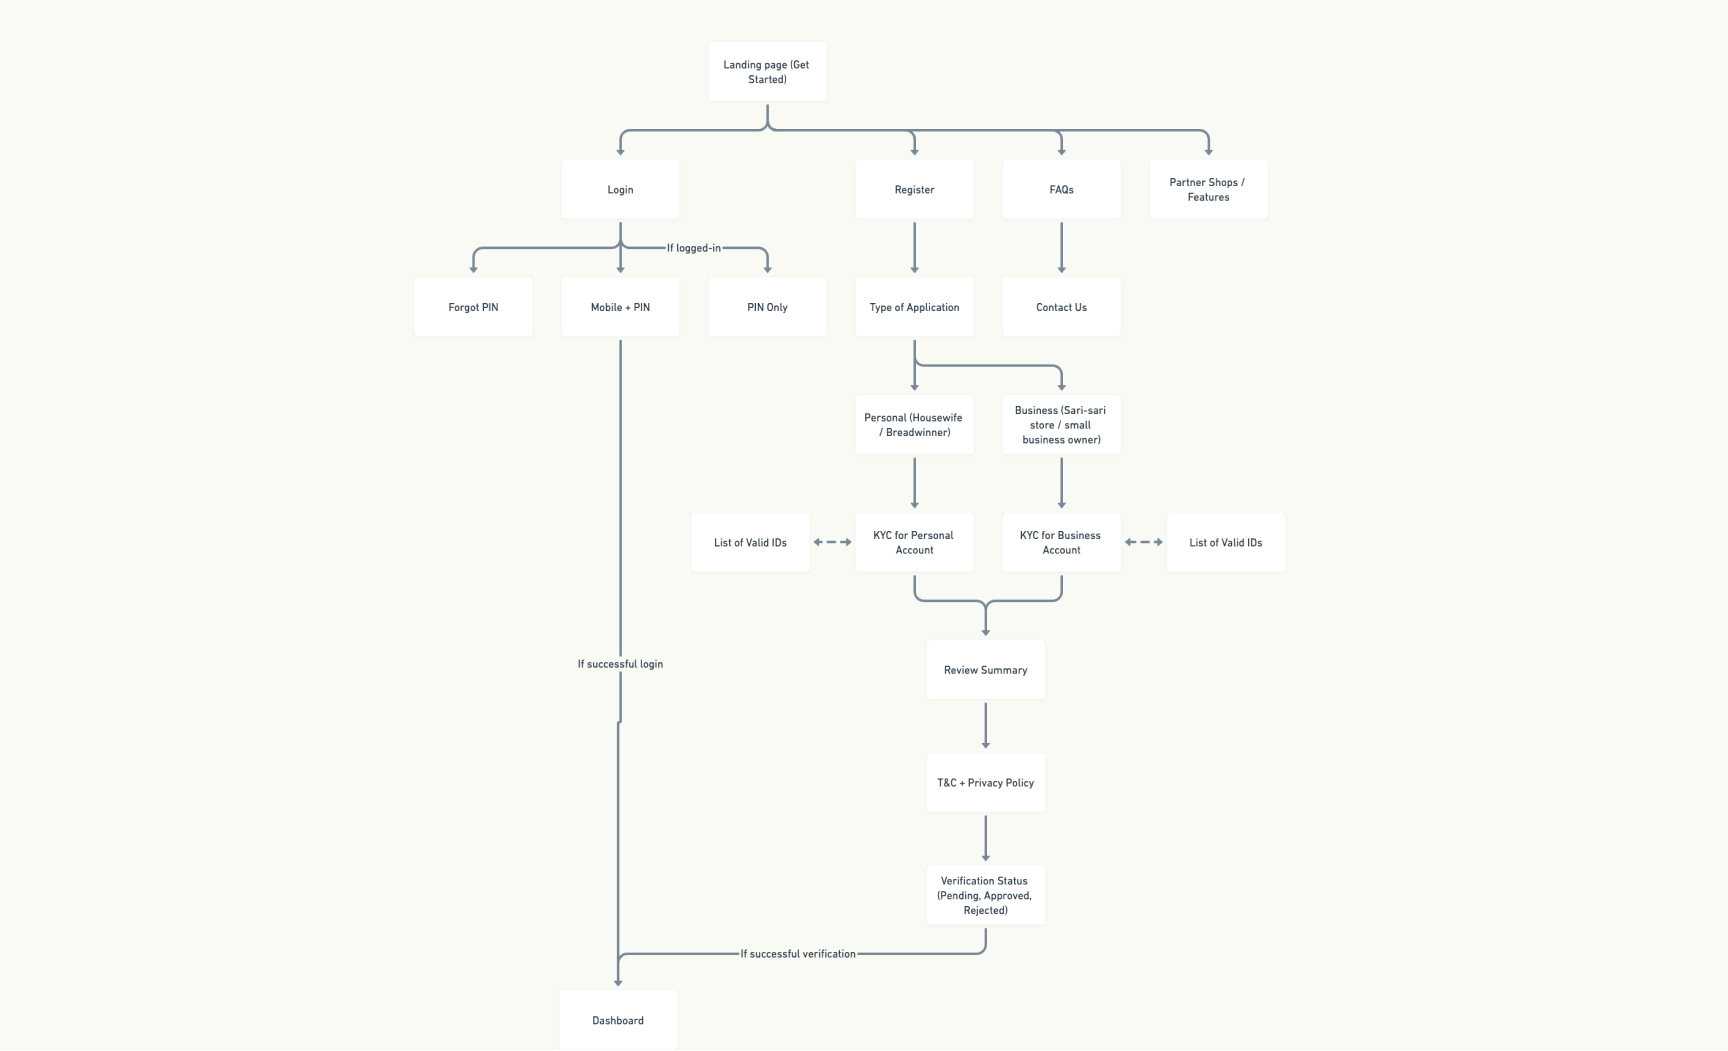 Landing page (Get
Started)
Login
Register
FAQs
Partner Shops /
Features
If logged-in
Forgot PIN
Mobile + PIN
PIN Only
Type of Application
Contact Us
Personal (Housewife
/ Breadwinner)
Business (Sari-sari
store / small
business owner)
List of Valid IDs
KYC for Personal
Account
KYC for Business
Account
List of Valid IDs
If successful login
Review Summary
T&C + Privacy Policy
Verification Status
(Pending, Approved,
Rejected)
If successful verification
Dashboard